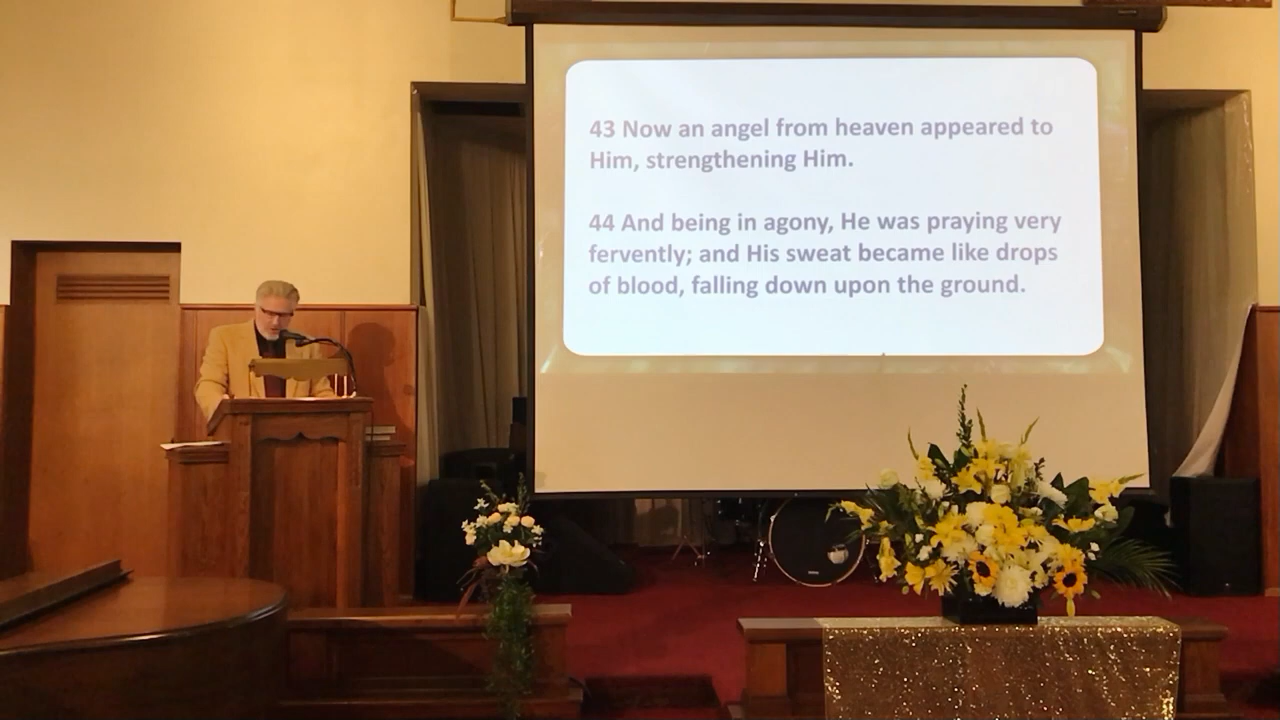 43 Now an angel from heaven appeared to
Him, strengthening Him.
44 And being in agony, He was praying very
fervently; and His sweat became like drops
of blood, falling down upon the ground.